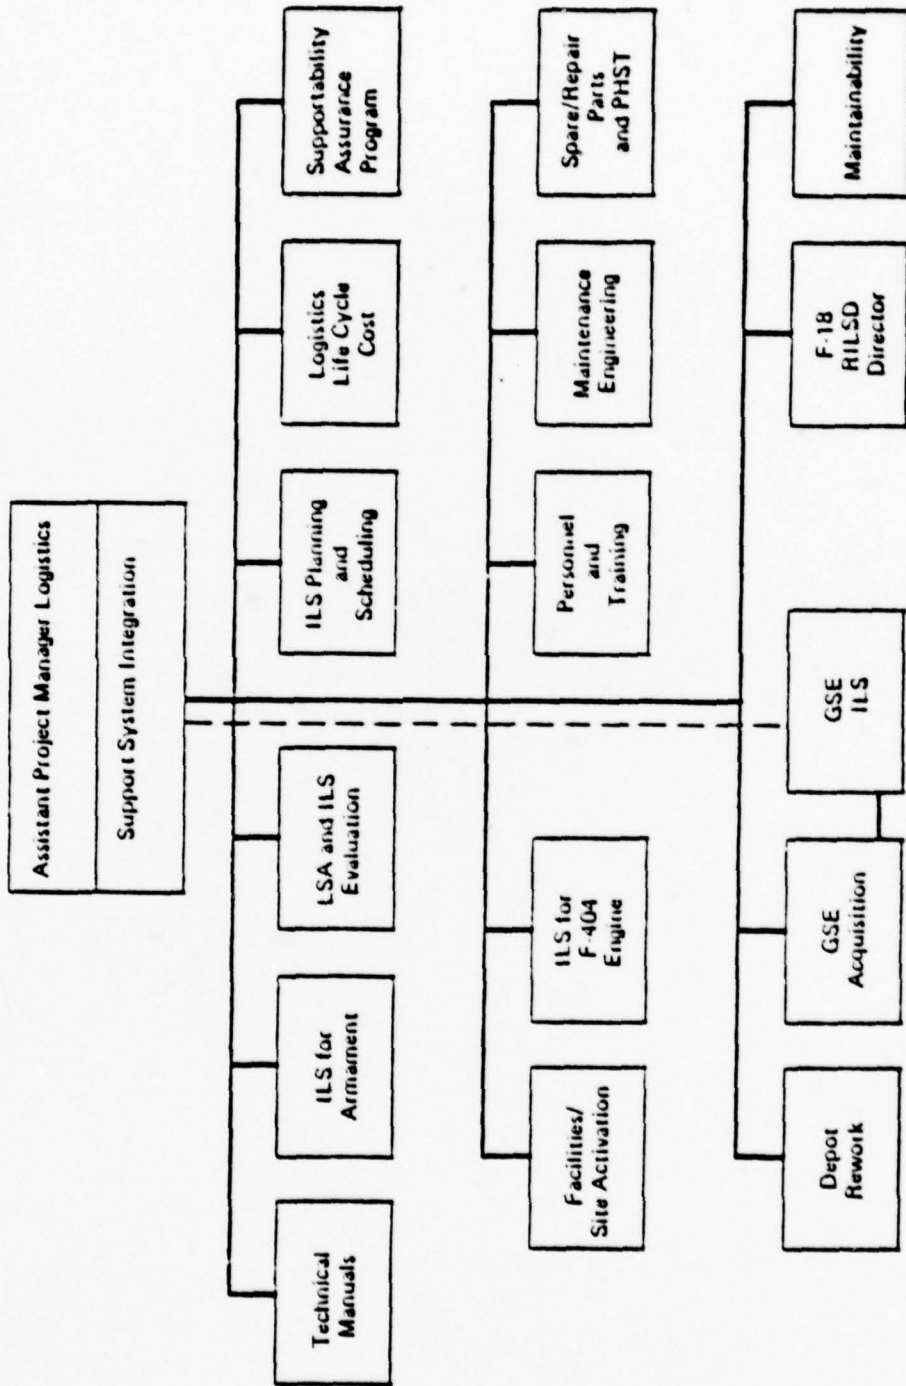 Assistant Project Manager Logistics
Support System Integration
Technical
Manuals
ILS for
Armament
LSA and ILS
Evaluation
ILS Planning
and
Scheduling
Logistics
Life Cycle
Cost
Supportability
Assurance
Program
Facilities/
Site Activation
ILS for
F-404
Engine
Personnel
and
Training
Maintenance
Engineering
Spare/Repair
Parts
and PHST
Depot
Rework
GSE
Acquisition
GSE
ILS
F-18
RILSD
Director
Maintainability